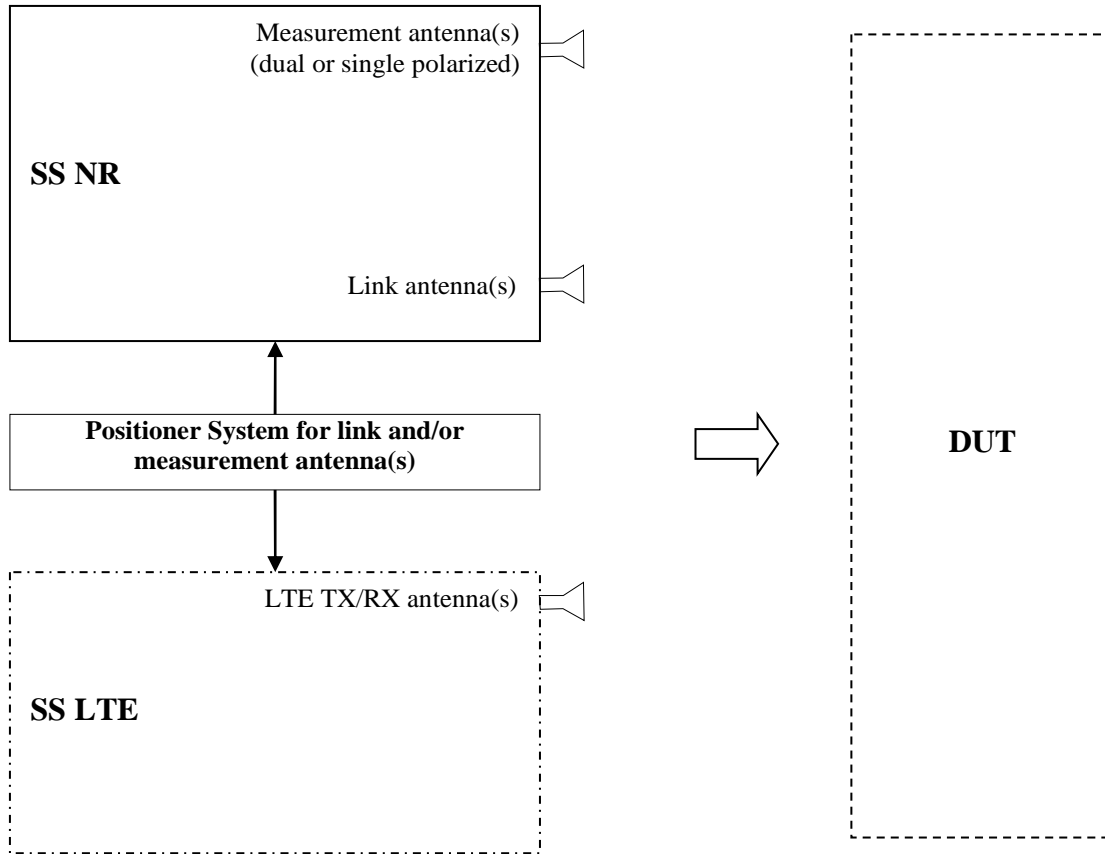 Measurement antenna(s)
(dual or single polarized)
SS NR
Link antenna(s)
Positioner System for link and/or
measurement antenna(s)
DUT
LTE TX/RX antenna(s)
SS LTE